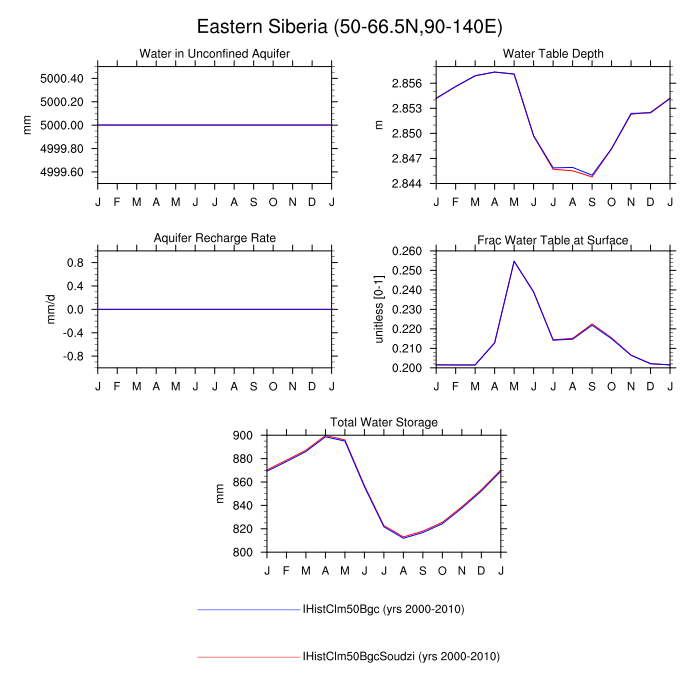 Eastern Siberia (50-66.5N,90-140E)
Water in Unconfined Aquifer
5000.40
5000.20
5000.00
4999.80
4999.60
mm
J F M A M J J A S O N D J
Water Table Depth
2.856
2.853
2.850
2.847
2.844
m
J F M A M J J A S O N D J
Aquifer Recharge Rate
0.8
0.4
0.0
-0.4
-0.8
mm/d
J F M A M J J A S O N D J
Frac Water Table at Surface
0.260
0.250
0.240
0.230
0.220
0.210
0.200
unitless [0-1]
J F M A M J J A S O N D J
Total Water Storage
900
880
860
840
820
800
mm
J F M A M J J A S O N D J
IHistClm50Bgc (yrs 2000-2010)
IHistClm50BgcSoudzi (yrs 2000-2010)